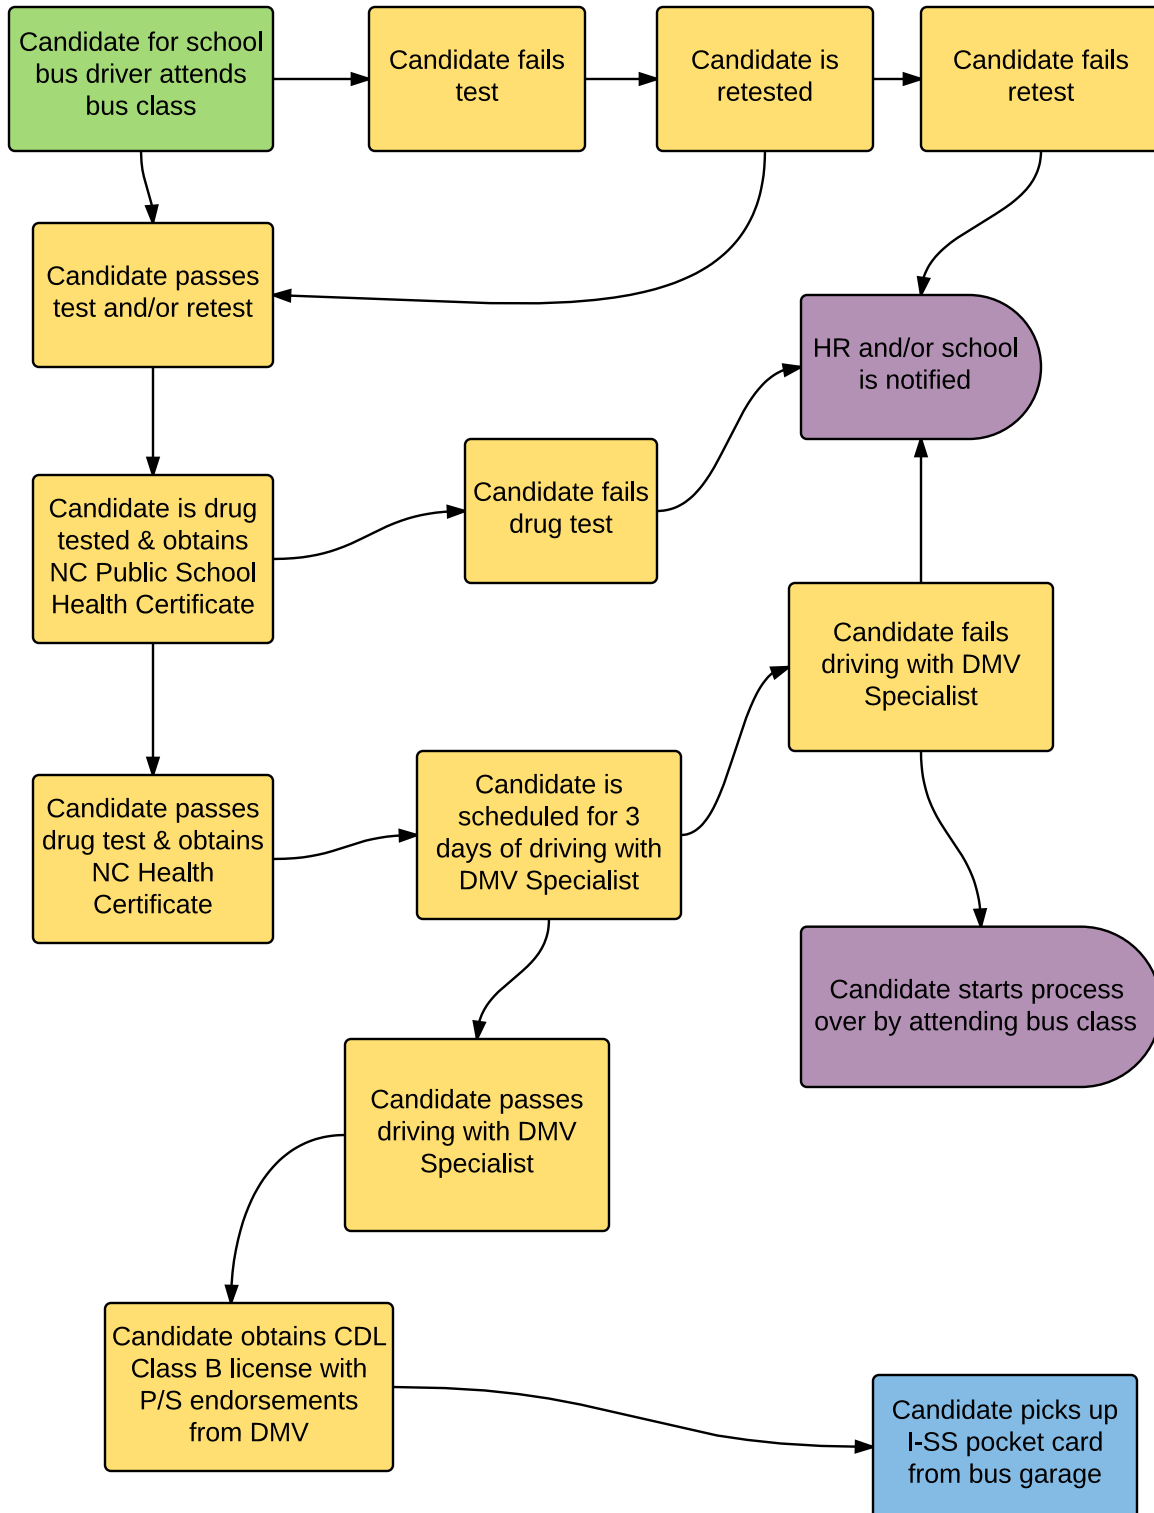 Candidate for school
bus driver attends
bus class
Candidate fails
test
Candidate is
retested
Candidate fails
retest
Candidate passes
test and/or retest
HR and/or school
is notified
Candidate is drug
tested & obtains
NC Public School
Health Certificate
Candidate fails
drug test
Candidate fails
driving with DMV
Specialist
Candidate passes
drug test & obtains
NC Health
Certificate
Candidate is
scheduled for 3
days of driving with
DMV Specialist
Candidate starts process
over by attending bus class
Candidate passes
driving with DMV
Specialist
Candidate obtains CDL
Class B license with
P/S endorsements
from DMV
Candidate picks up
I-SS pocket card
from bus garage